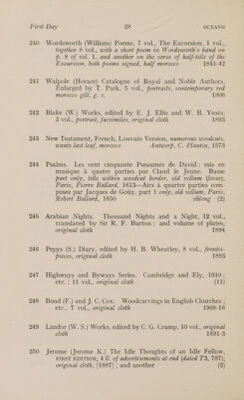 First Day 28 OCTAVO
240 Wordsworth (William) Poems, 7 vol., The Excursion, 1 vol.,
together 8 vol., with a short poem in Wordsworth's hand on
p. 8 of vol. 1, and another on the verso of half-title of the
Excursion, both poems signed, half morocco 1841-42
241 Walpole (Horace) Catalogue of Royal and Noble Authors,
Enlarged by T. Park, 5 vol., portraits, contemporary red
morocco gilt, g. e. 1806
242 Blake (W.) Works, edited by E. J. Ellis and W. B. Yeats,
3 vol., portrait, facsimiles, original cloth 1893
243 New Testament, French, Louvain Version, numerous woodcuts,
wants last leaf, morocco Antwerp, C. Plantin, 1573
244 Psalms. Les cent cinquante Pseaumes de David: mis en
musique à quatre parties par Claud le Jeune. Basse
part only, title within woodcut border, old vellum (loose),
Paris, Pierre Ballard, 1613—Airs à quatre parties com-
posez par Jacques de Goüy, part 1 only, old vellum, Paris,
Robert Ballard, 1650 oblong (2)
245 Arabian Nights. Thousand Nights and a Night, 12 vol.,
translated by Sir R. F. Burton; and volume of plates,
original cloth 1894
246 Pepys (S.) Diary, edited by H. B. Wheatley, 8 vol., frontis-
pieces, original cloth 1893
247 Highways and Byways Series. Cambridge and Ely, 1910;
etc.; 11 vol., original cloth (11)
248 Bond (F.) and J. C. Cox. Woodcarvings in English Churches;
etc., 7 vol., original cloth 1908-16
249 Landor (W. S.) Works, edited by C. G. Crump, 10 vol., original
cloth 1891-3
250 Jerome (Jerome K.) The Idle Thoughts of an Idle Fellow,
FIRST EDITION, 4 ll. of advertisements at end (dated 7/3, 787),
original cloth, [1887]; and another (2)